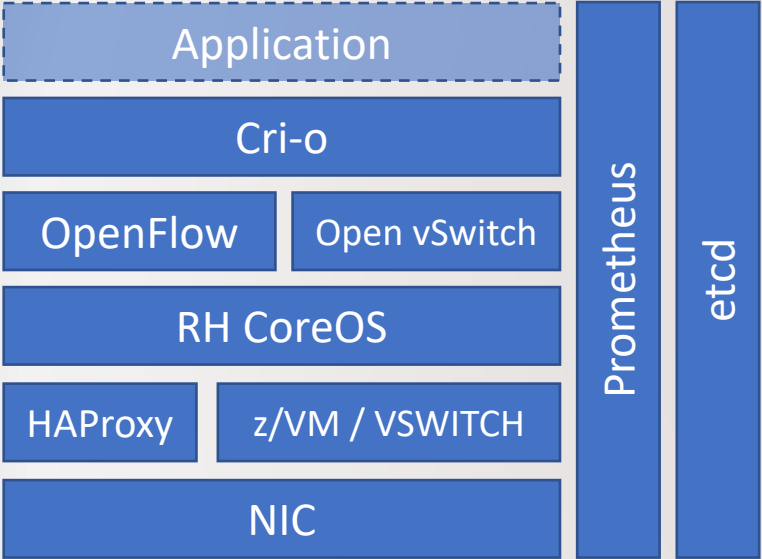 Application
Cri-o
OpenFlow
Open vSwitch
RH CoreOS
HAProxy
z/VM / VSWITCH
NIC
Prometheus
etcd